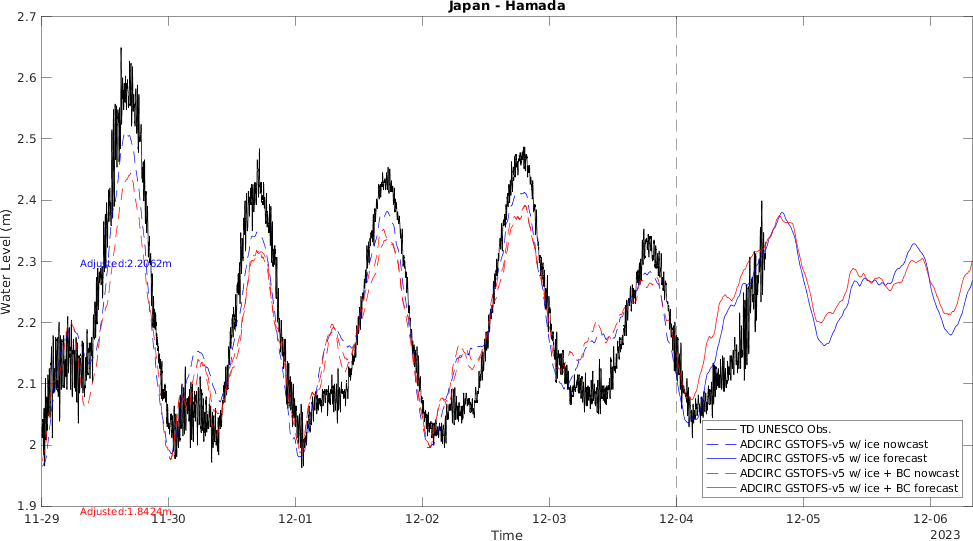 Japan - Hamada
2.7
2.6
2.5
2.4
2.3
2.2
2.1
2
1.9
Water Level (m)
Adjusted:2.2062m
Adjusted:1.8424m
TD UNESCO Obs.
ADCIRC GSTOFS-v5 w/ ice nowcast
ADCIRC GSTOFS-v5 w/ ice forecast
ADCIRC GSTOFS-v5 w/ ice + BC nowcast
ADCIRC GSTOFS-v5 w/ ice + BC forecast
11-29 11-30 12-01 12-02 12-03 12-04 12-05 12-06
Time
2023